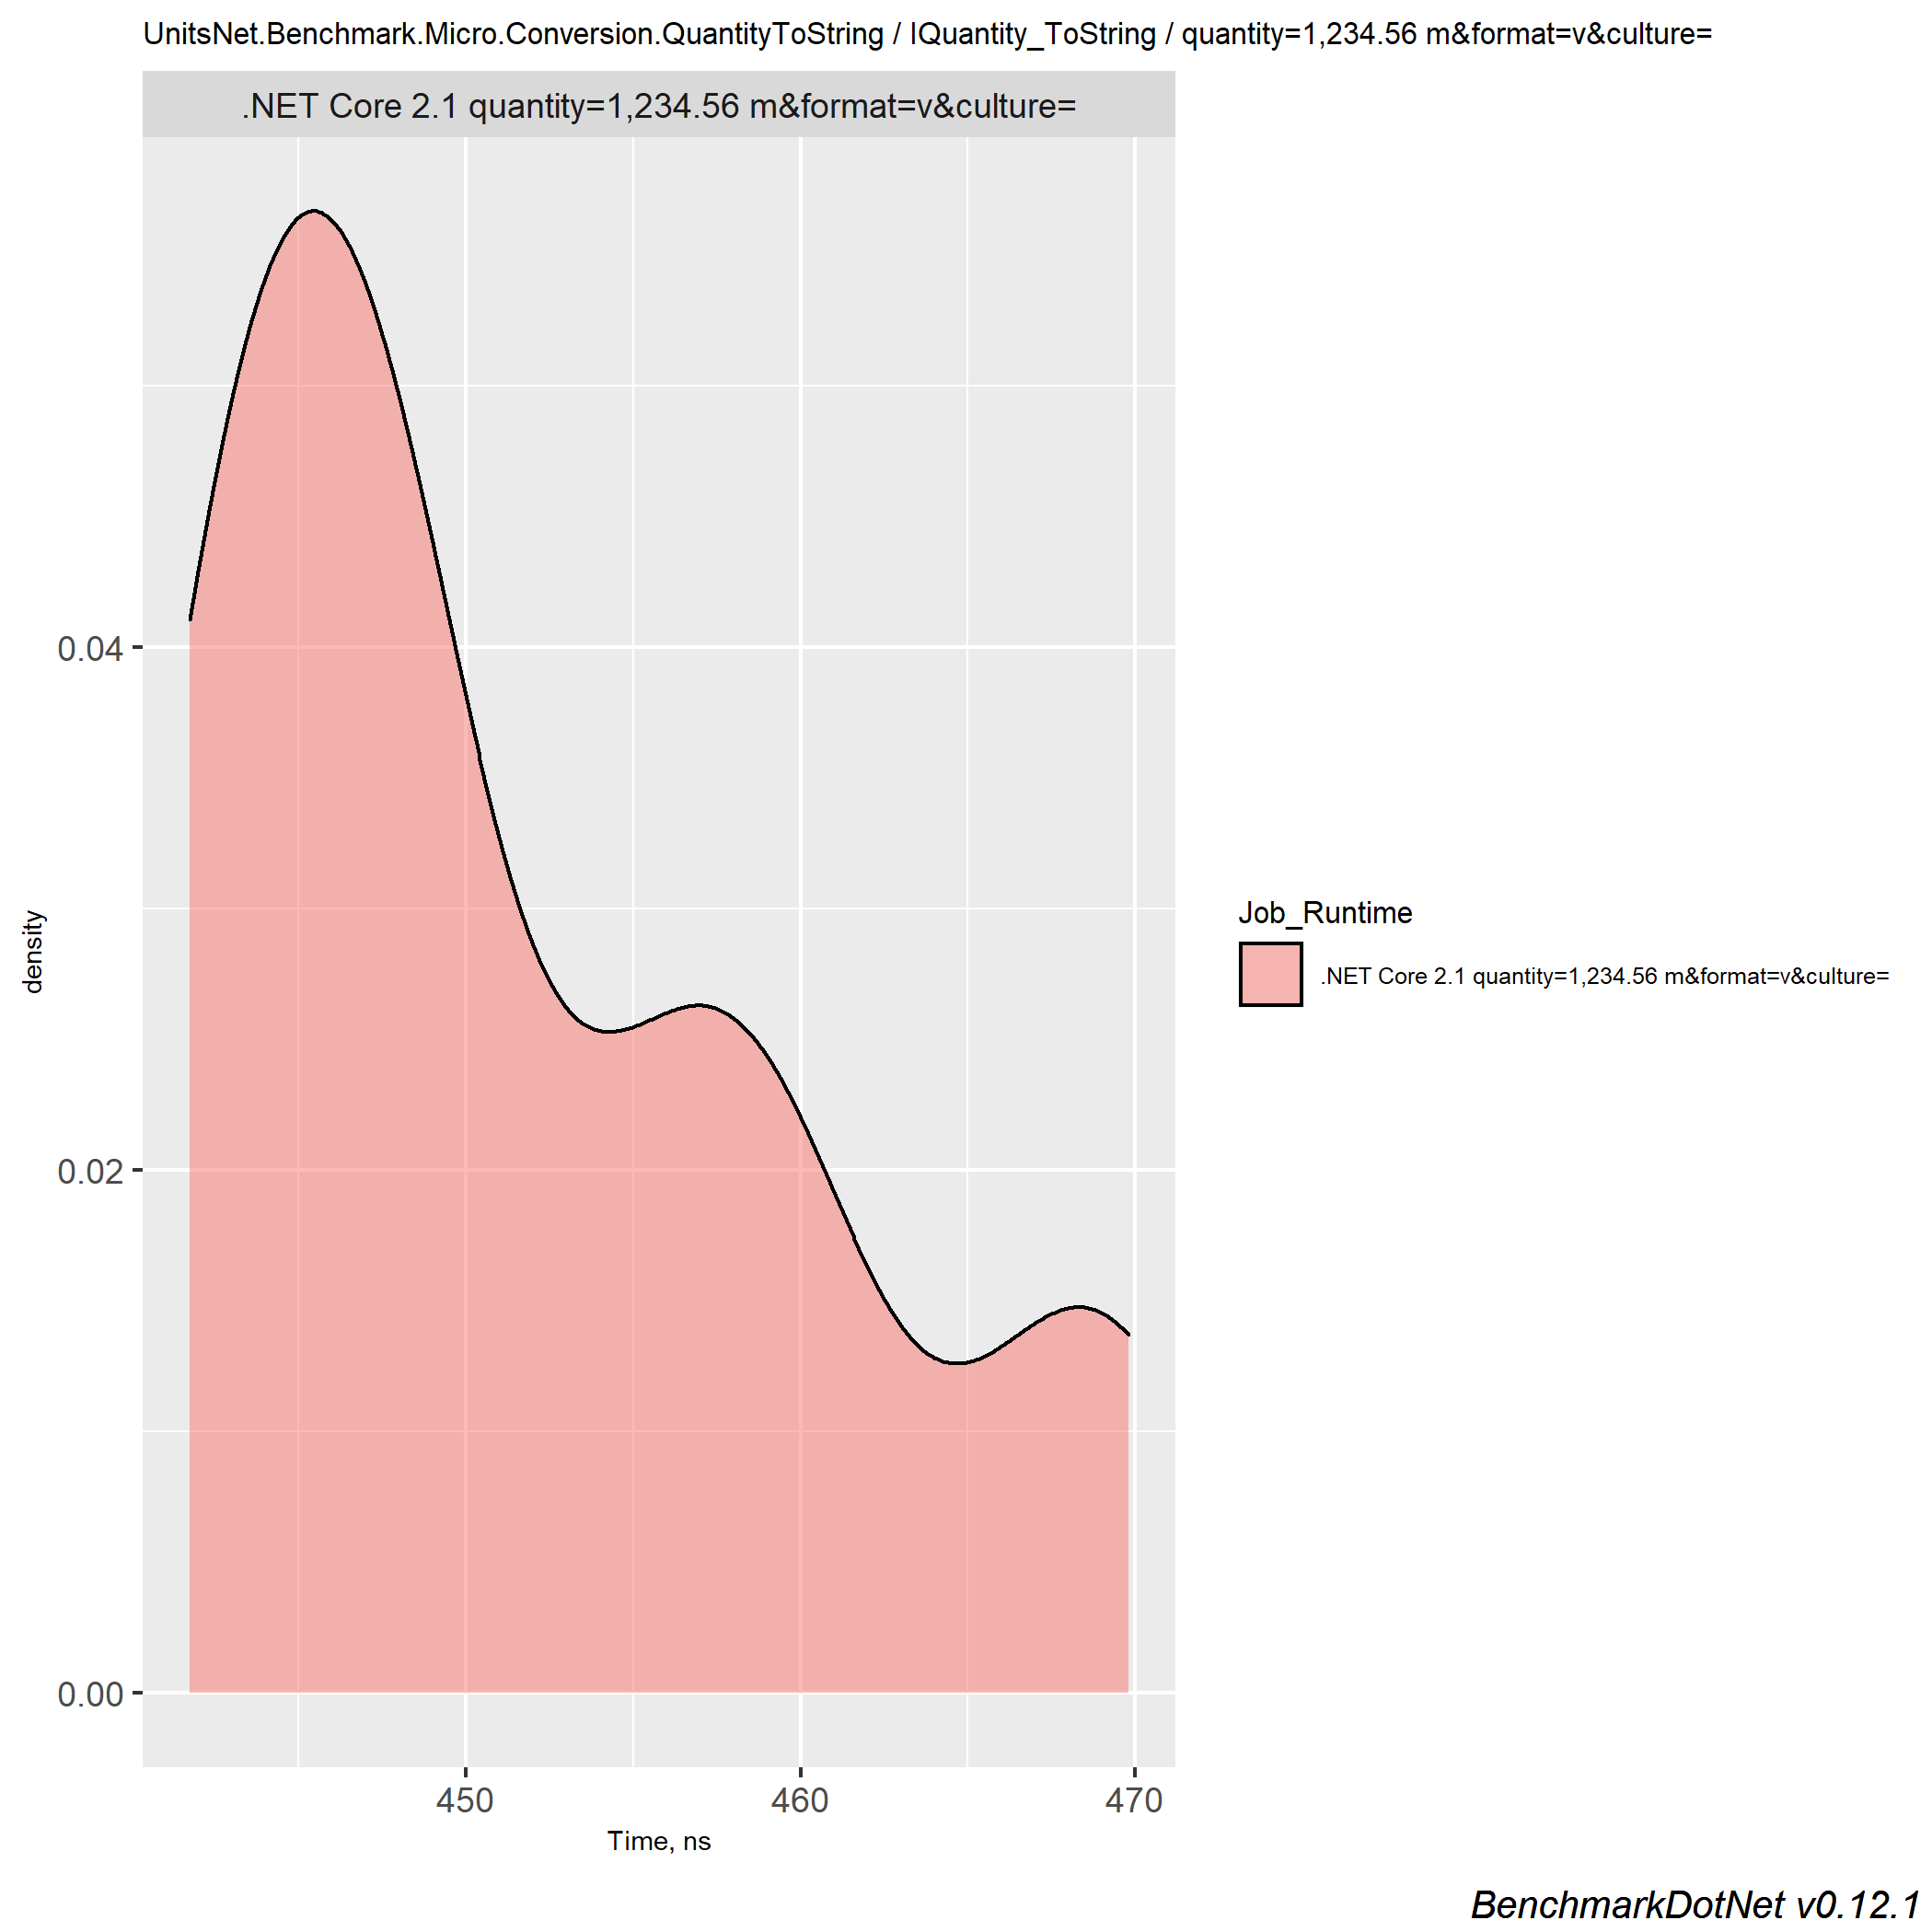 UnitsNet.Benchmark.Micro.Conversion.QuantityToString / IQuantity_ToString / quantity=1,234.56 m&format=v&culture=
.NET Core 2.1 quantity=1,234.56 m&format=v&culture=
0.04
0.02
0.00
density
450 460 470
Time, ns
Job_Runtime
.NET Core 2.1 quantity=1,234.56 m&format=v&culture=
BenchmarkDotNet v0.12.1